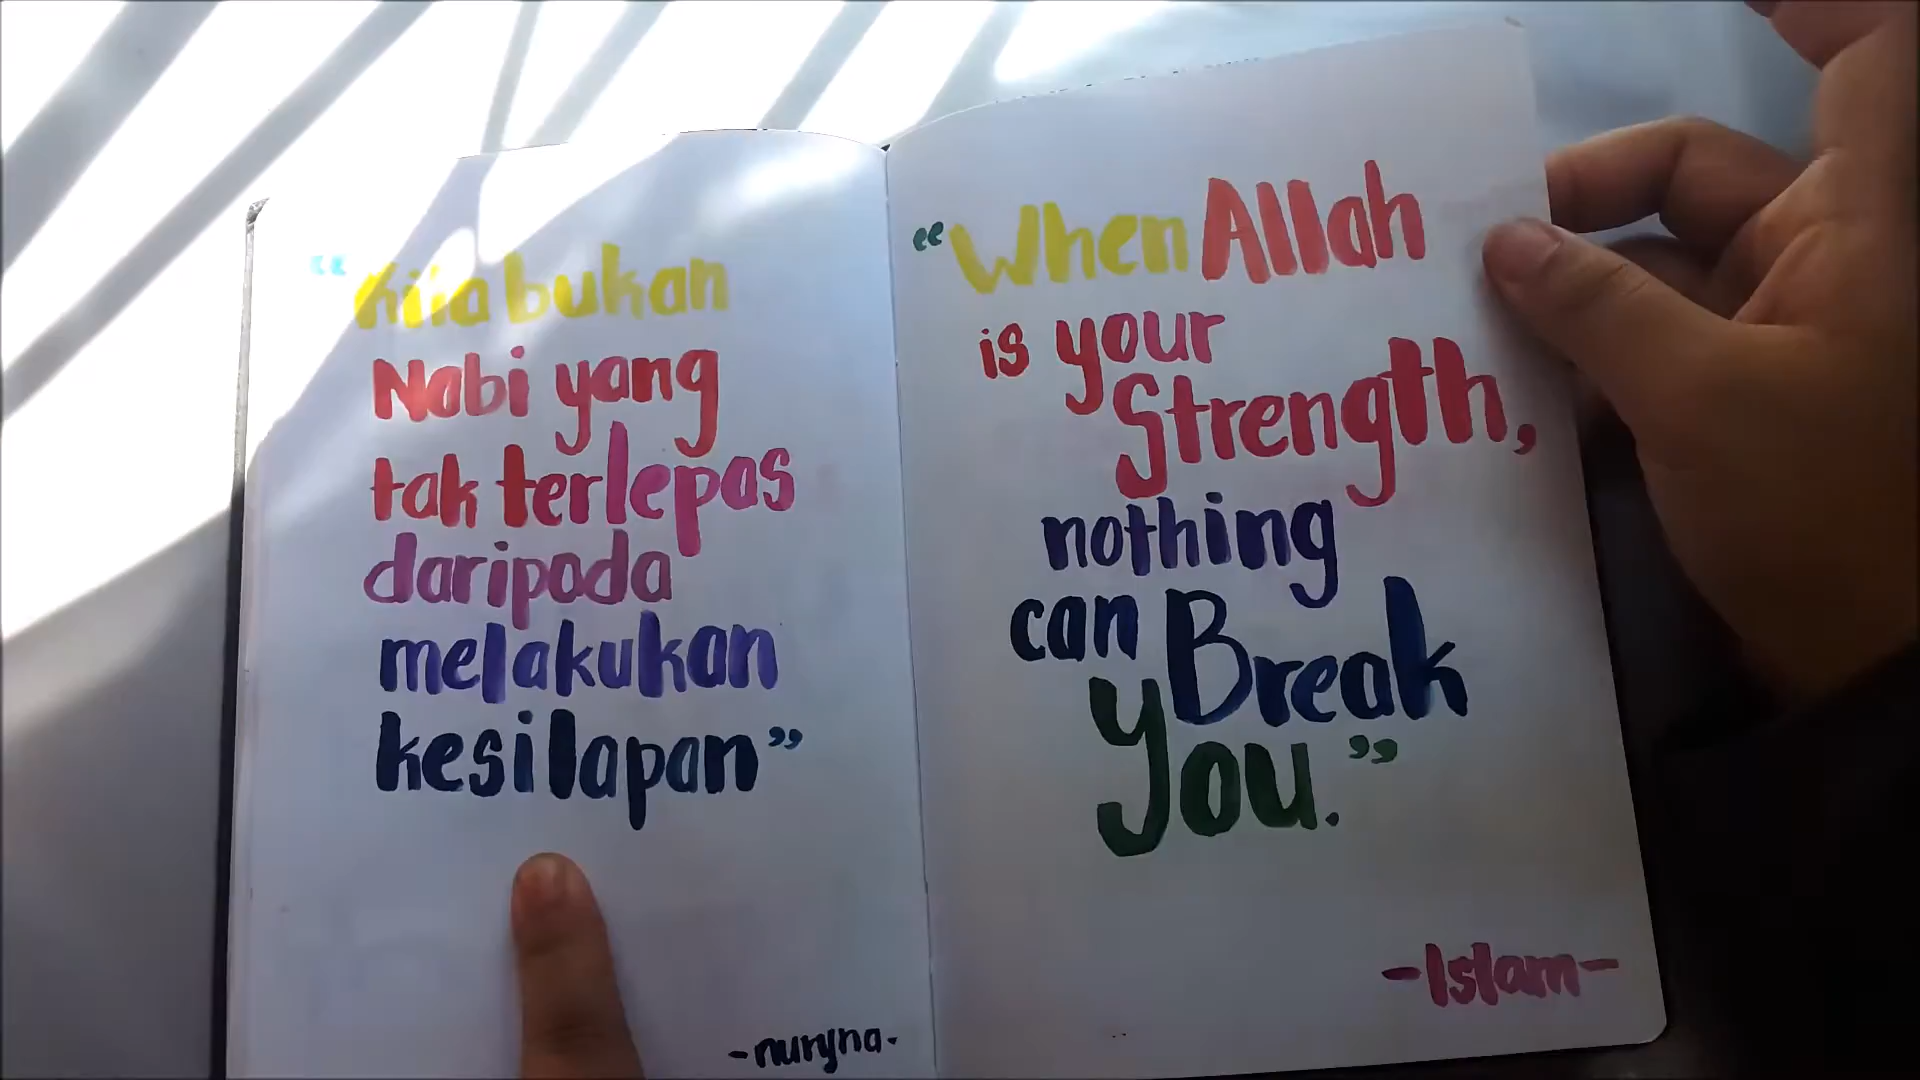 "Kita bukan
Nabi yang
tak terlepas
daripada
melakukan
kesilapan"
-nuryna-
"When Allah
is your
Strength,
nothing
can Break
you."
-Islam-